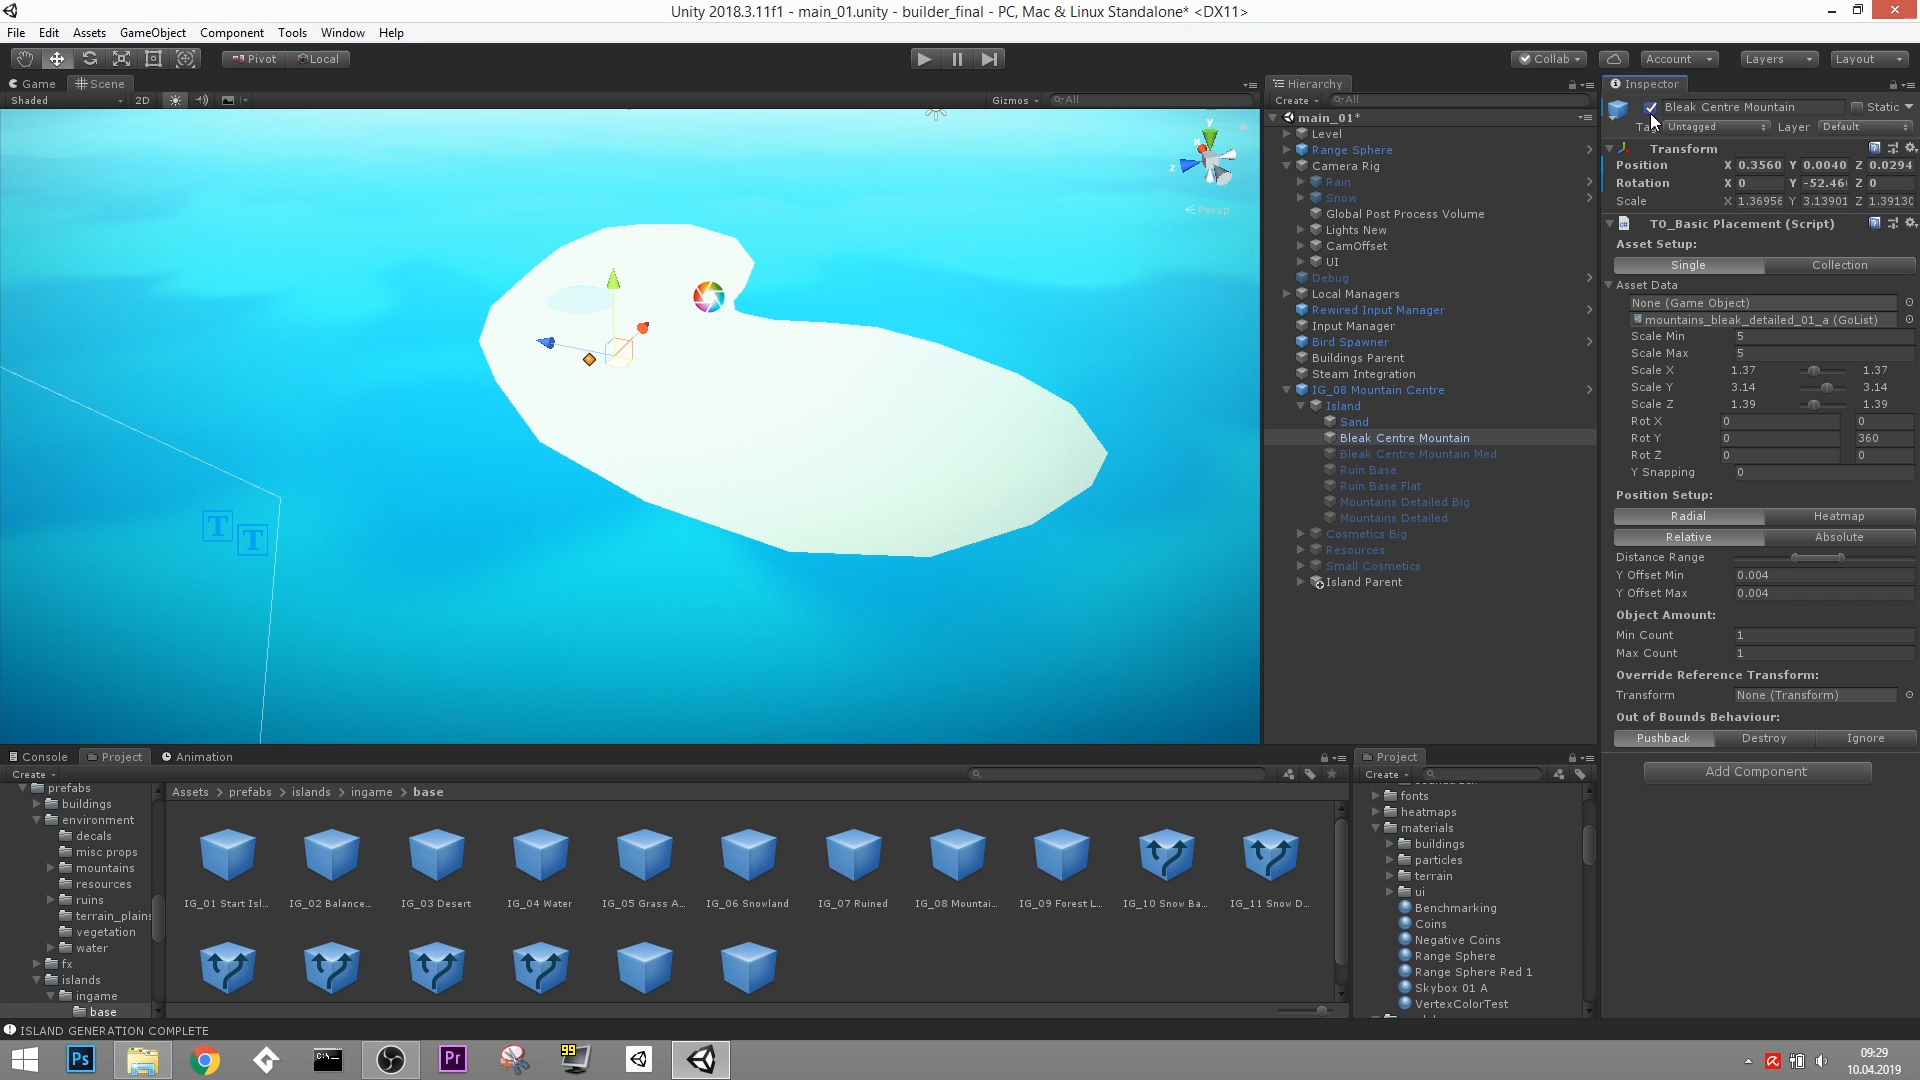 Unity 2018.3.11f1 - main_01.unity - builder_final - PC, Mac & Linux Standalone* <DX11>
File Edit Assets GameObject Component Tools Window Help
Pivot Local Collab Account Layers Layout
Game Scene
Shaded 2D Gizmos All
y
x
z
Persp
T T
Hierarchy
Create All
main_01*
Level
Range Sphere
Camera Rig
Rain
Snow
Global Post Process Volume
Lights New
CamOffset
UI
Debug
Local Managers
Rewired Input Manager
Input Manager
Bird Spawner
Buildings Parent
Steam Integration
IG_08 Mountain Centre
Island
Sand
Bleak Centre Mountain
Bleak Centre Mountain Med
Ruin Base
Ruin Base Flat
Mountains Detailed Big
Mountains Detailed
Cosmetics Big
Resources
Small Cosmetics
Island Parent
Inspector
Bleak Centre Mountain Static
Untagged Layer Default
Transform
Position X 0.3560 Y 0.0040 Z 0.0294
Rotation X 0 Y -52.46 Z 0
Scale X 1.36956 Y 3.13901 Z 1.39130
TO_Basic Placement (Script)
Asset Setup:
Single Collection
Asset Data
None (Game Object)
mountains_bleak_detailed_01_a (GoList)
Scale Min 5
Scale Max 5
Scale X 1.37 1.37
Scale Y 3.14 3.14
Scale Z 1.39 1.39
Rot X 0 0
Rot Y 0 360
Rot Z 0 0
Y Snapping 0
Position Setup:
Radial Heatmap
Relative Absolute
Distance Range
Y Offset Min 0.004
Y Offset Max 0.004
Object Amount:
Min Count 1
Max Count 1
Override Reference Transform:
Transform None (Transform)
Out of Bounds Behaviour:
Pushback Destroy Ignore
Add Component
Console Project Animation
Create
prefabs
buildings
environment
decals
misc props
mountains
resources
ruins
terrain_plains
vegetation
water
fx
islands
ingame
base
Assets > prefabs > islands > ingame > base
IG_01 Start Isl... IG_02 Balance... IG_03 Desert IG_04 Water IG_05 Grass A... IG_06 Snowland IG_07 Ruined IG_08 Mountai... IG_09 Forest L... IG_10 Snow Ba... IG_11 Snow D...
Project
Create
fonts
heatmaps
materials
buildings
particles
terrain
ui
Benchmarking
Coins
Negative Coins
Range Sphere
Range Sphere Red 1
Skybox 01 A
VertexColorTest
ISLAND GENERATION COMPLETE
Ps
Pr
99
09:29
10.04.2019